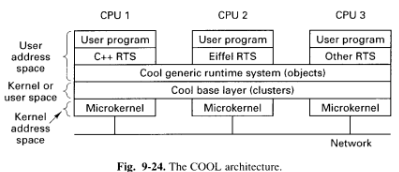 CPU 1 CPU 2 CPU 3
User address space
User program User program User program
C++ RTS Eiffel RTS Other RTS
Cool generic runtime system (objects)
Kernel or user space
Cool base layer (clusters)
Kernel address space
Microkernel Microkernel Microkernel
Network
Fig. 9-24. The COOL architecture.